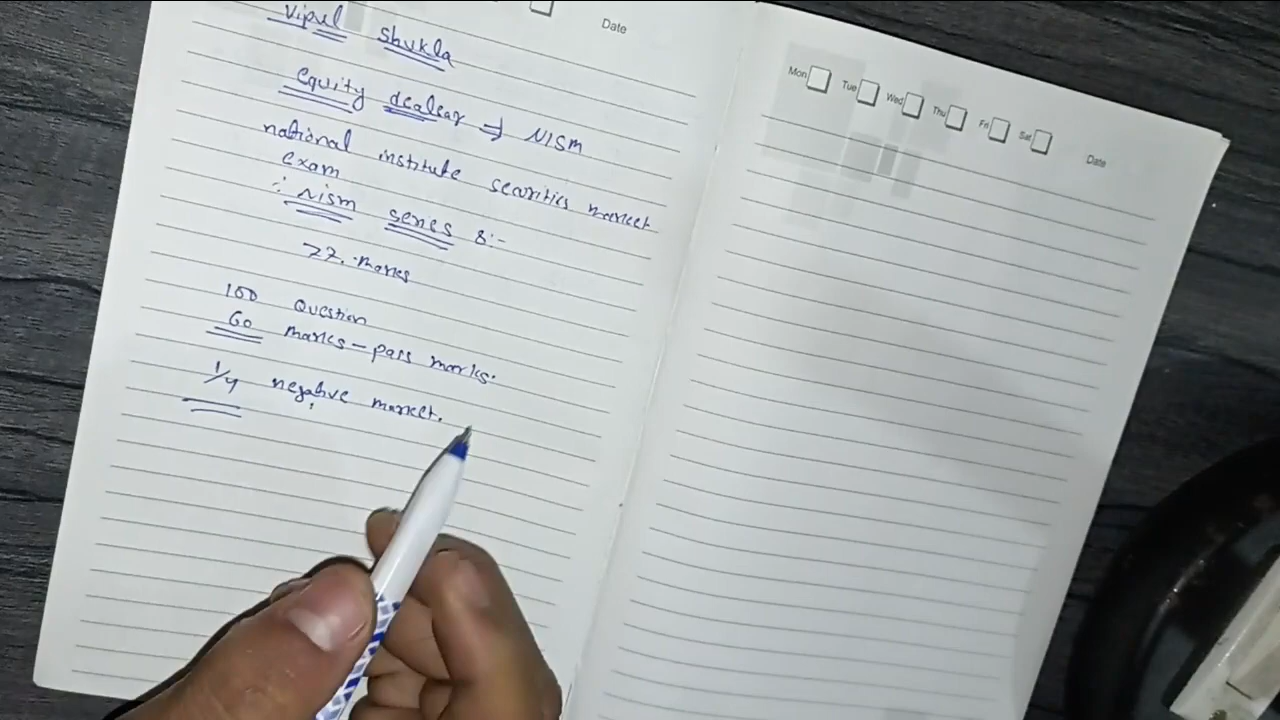 Date
Vipul Shukla
equity dealear ⇒ NISM
national institute securities market
exam
∴ Nism series 8:-
77. marks
100 Question
60 marks - pass marks.
1/4 negative market.
Mon Tue Wed Thu Fri Sat
Date